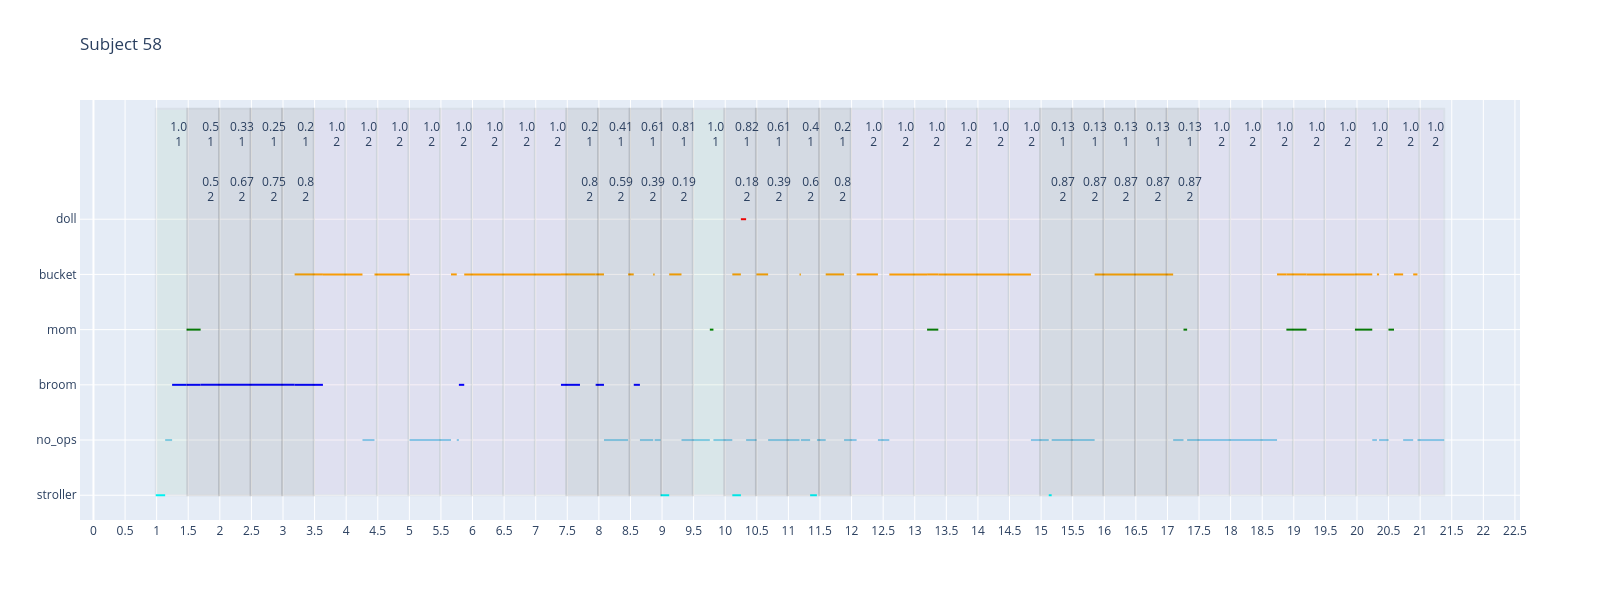 Subject 58
1.0 0.5 0.33 0.25 0.2 1.0 1.0 1.0 1.0 1.0 1.0 1.0 1.0 0.2 0.41 0.61 0.81 1.0 0.82 0.61 0.4 0.2 1.0 1.0 1.0 1.0 1.0 1.0 0.13 0.13 0.13 0.13 0.13 1.0 1.0 1.0 1.0 1.0 1.0 1.0 1.0
1 1 1 1 1 2 2 2 2 2 2 2 2 1 1 1 1 1 1 1 1 1 2 2 2 2 2 2 1 1 1 1 1 2 2 2 2 2 2 2 2
0.5 0.67 0.75 0.8 0.8 0.59 0.39 0.19 0.18 0.39 0.6 0.8 0.87 0.87 0.87 0.87 0.87
2 2 2 2 2 2 2 2 2 2 2 2 2 2 2 2 2
doll
bucket
mom
broom
no_ops
stroller
0 0.5 1 1.5 2 2.5 3 3.5 4 4.5 5 5.5 6 6.5 7 7.5 8 8.5 9 9.5 10 10.5 11 11.5 12 12.5 13 13.5 14 14.5 15 15.5 16 16.5 17 17.5 18 18.5 19 19.5 20 20.5 21 21.5 22 22.5